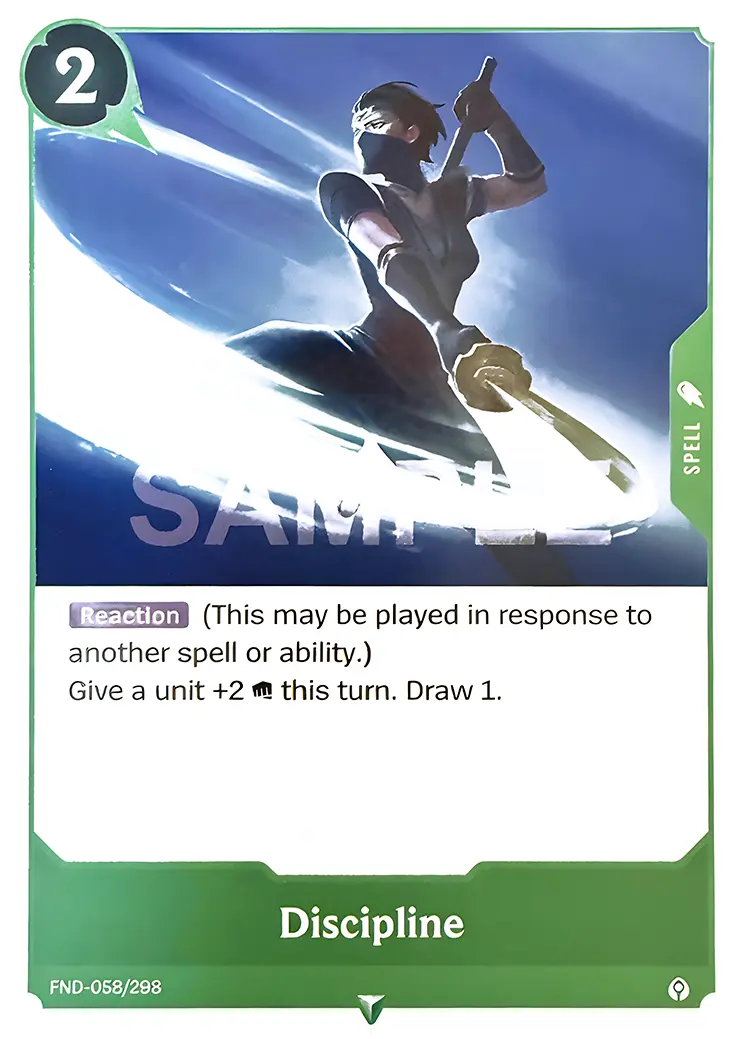 2
SAMPLE
SPELL
Reaction (This may be played in response to
another spell or ability.)
Give a unit +2 this turn. Draw 1.
Discipline
FND-058/298